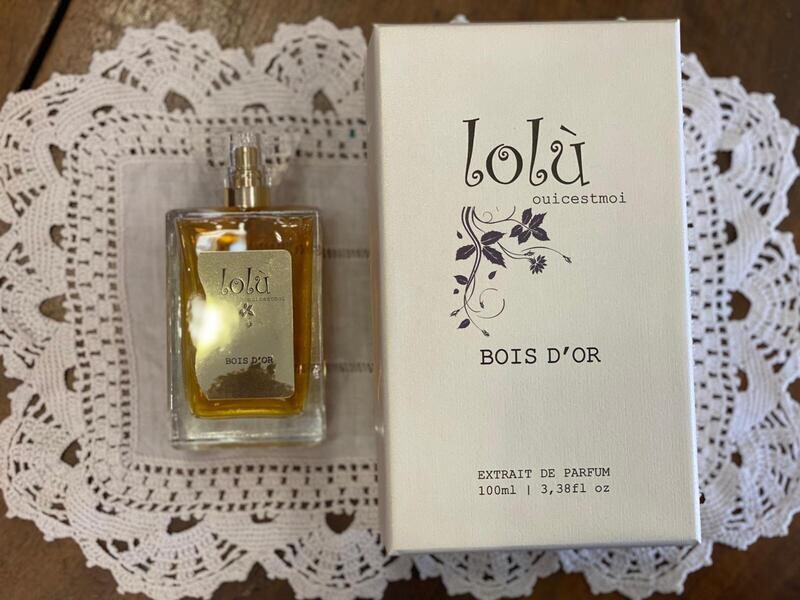 lolù
ouicestmoi
BOIS D'OR
lolù
ouicestmoi
BOIS D'OR
EXTRAIT DE PARFUM
100ml | 3,38fl oz